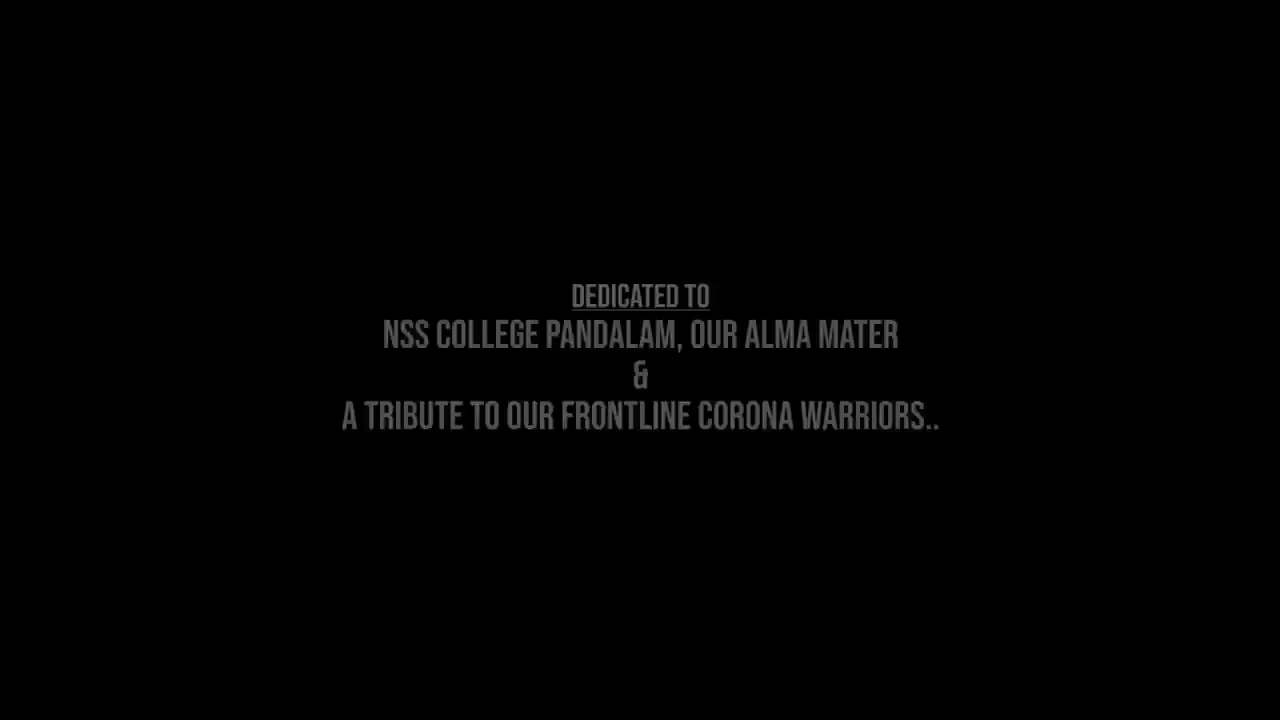 DEDICATED TO
NSS COLLEGE PANDALAM, OUR ALMA MATER
&
A TRIBUTE TO OUR FRONTLINE CORONA WARRIORS..